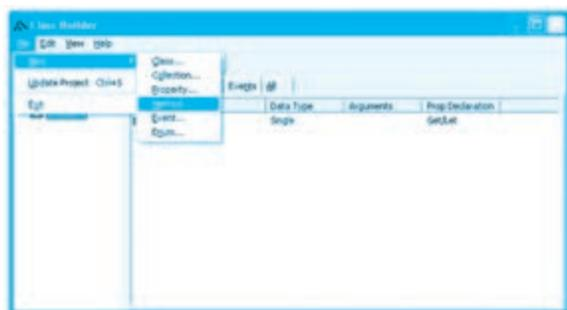 Class Builder
File Edit View Help
New
Update Project Ctrl+S
Exit
Class...
Collection...
Property...
Method...
Event...
Enum...
Events All
Data Type Arguments Prop Declaration
Single Get/Let